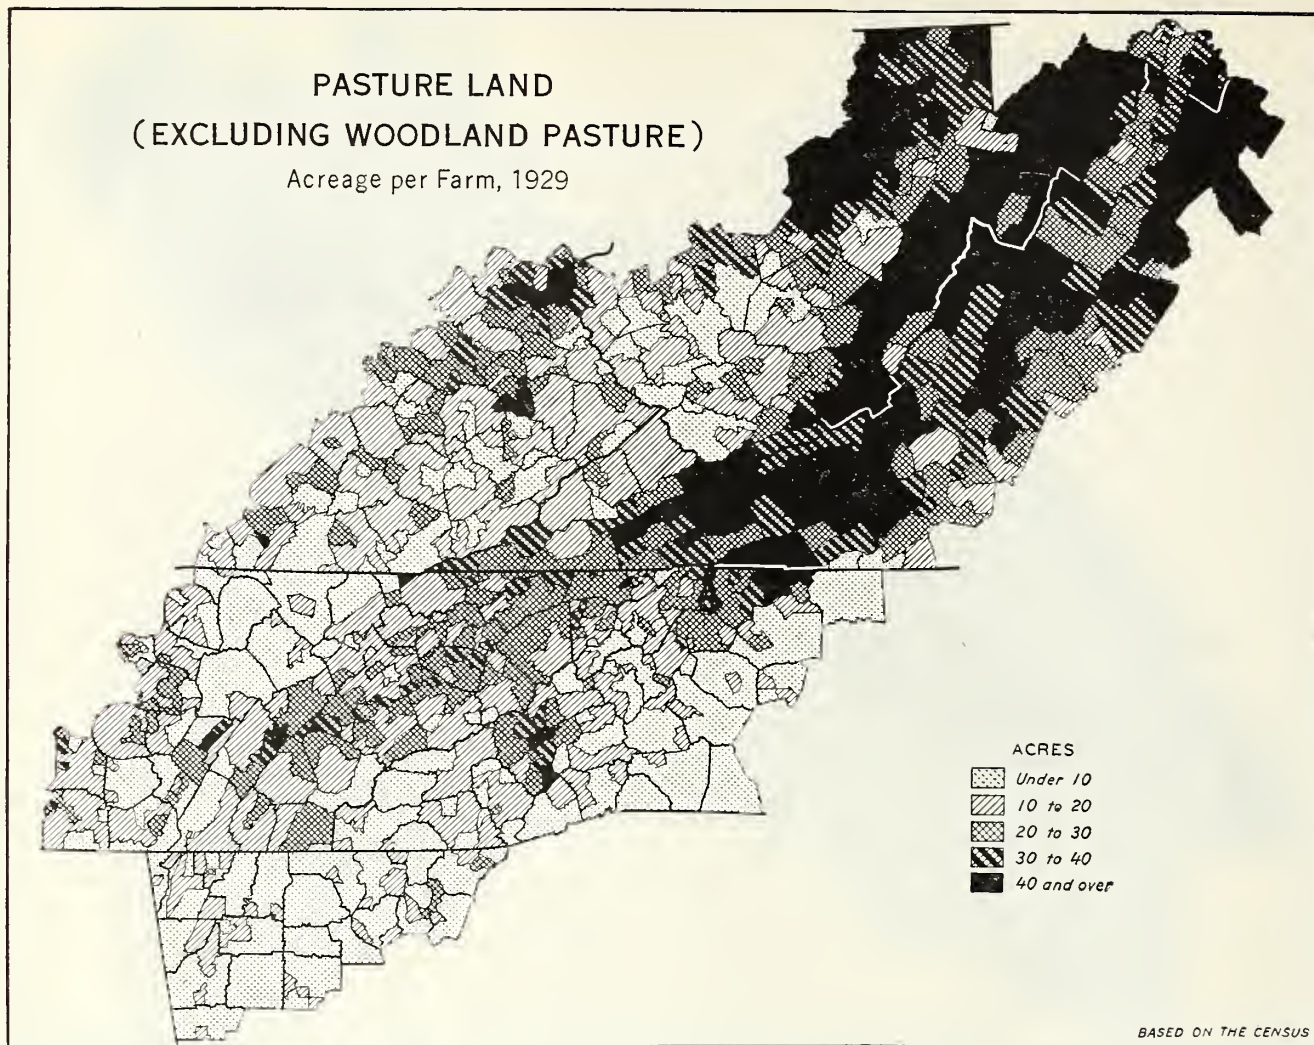 PASTURE LAND
(EXCLUDING WOODLAND PASTURE)
Acreage per Farm, 1929
ACRES
Under 10
10 to 20
20 to 30
30 to 40
40 and over
BASED ON THE CENSUS